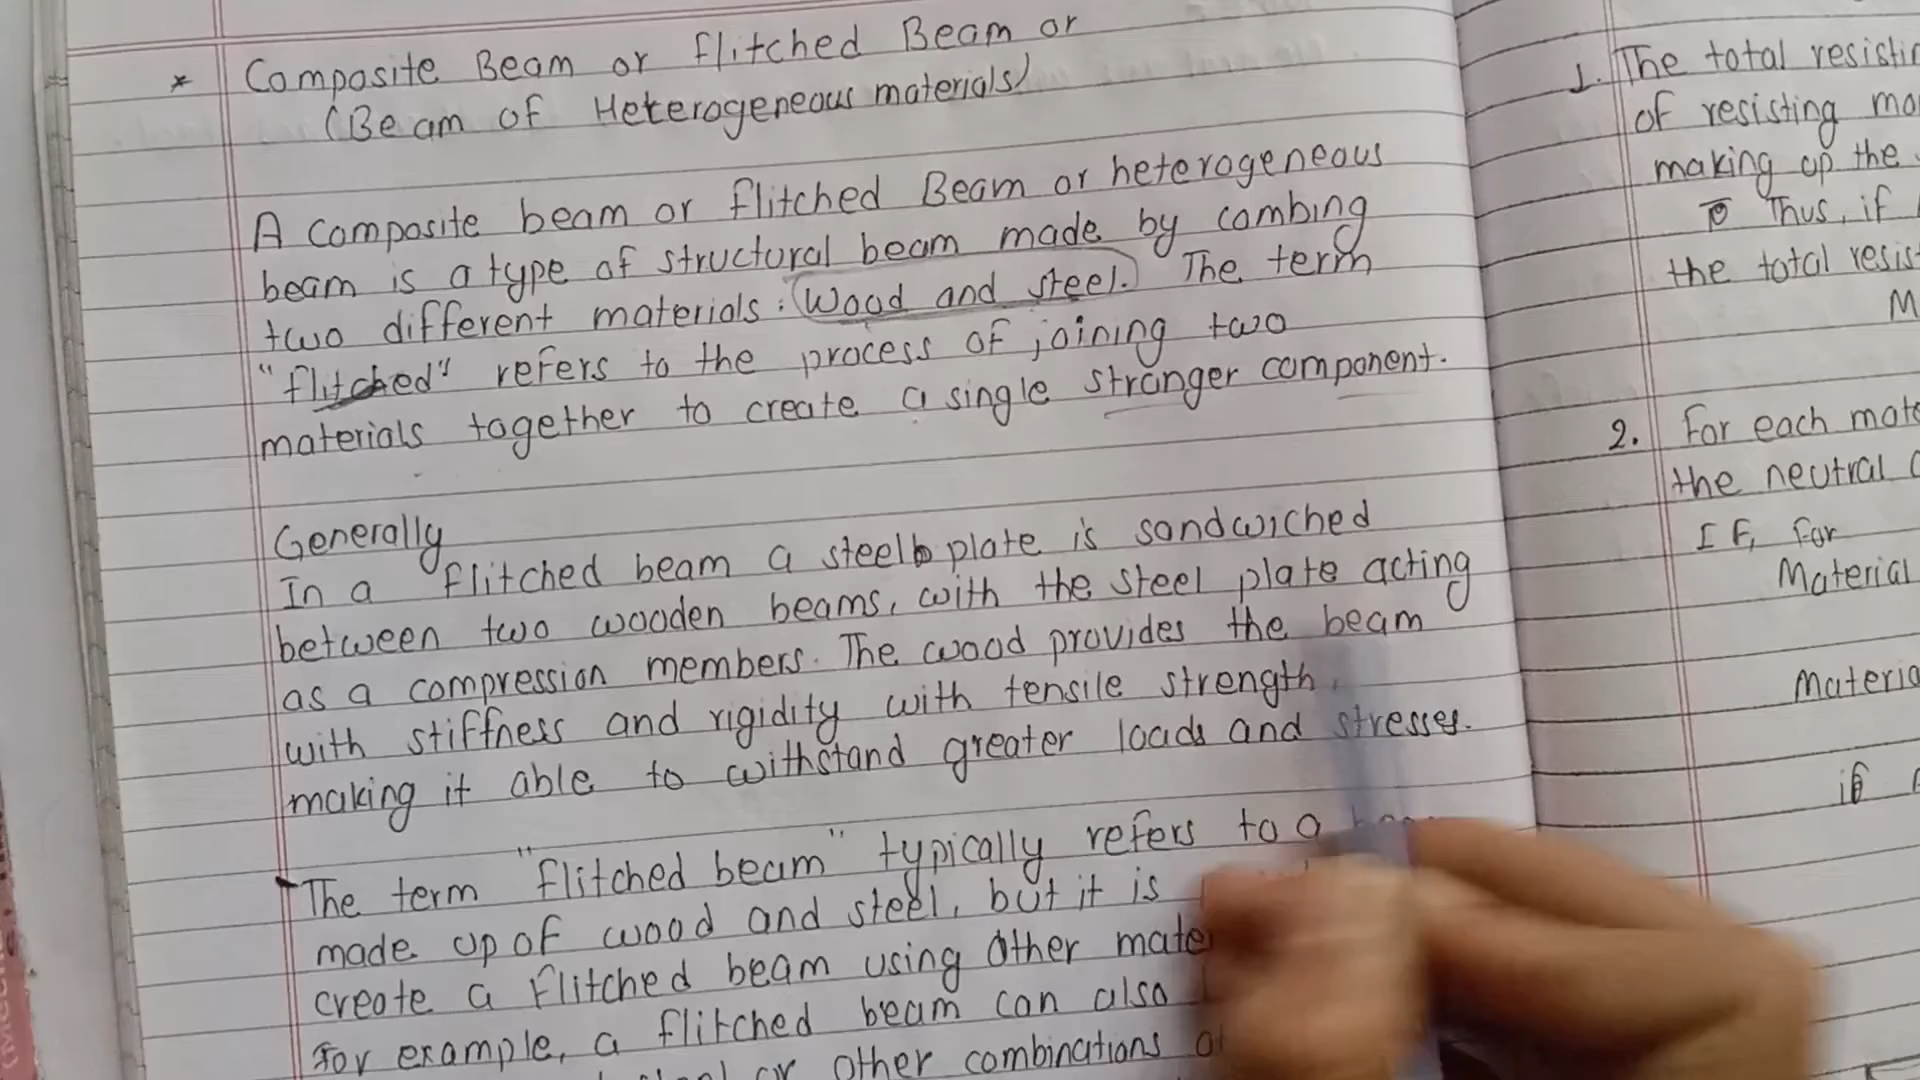 * Composite Beam or flitched Beam or
(Beam of Heterogeneous materials)
A composite beam or flitched Beam or heterogeneous
beam is a type of structural beam made by combing
two different materials: Wood and steel. The term
"flitched" refers to the process of joining two
materials together to create a single stronger component.
Generally
In a flitched beam a steel plate is sandwiched
between two wooden beams, with the steel plate acting
as a compression members. The wood provides the beam
with stiffness and rigidity with tensile strength,
making it able to withstand greater loads and stresses.
The term "flitched beam" typically refers to a
made up of wood and steel, but it is
create a flitched beam using other
for example, a flitched beam can also
or other combinations
1. The total
of resisting
making up the
Thus, if
the total
M
2. For each
the neutral
If, for
Material
if